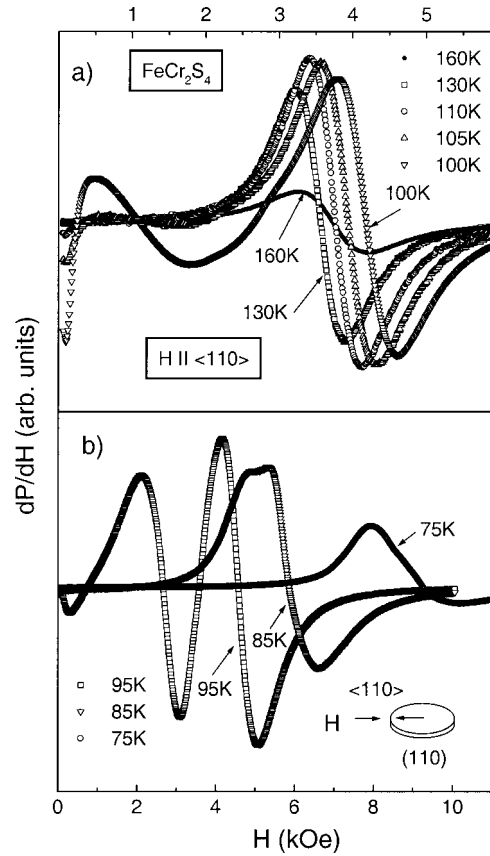 1 2 3 4 5
a)
FeCr₂S₄
160K
130K
110K
105K
100K
100K
160K
130K
H II <110>
dP/dH (arb. units)
b)
75K
85K
95K
95K
85K
75K
<110>
H
(110)
0 2 4 6 8 10
H (kOe)